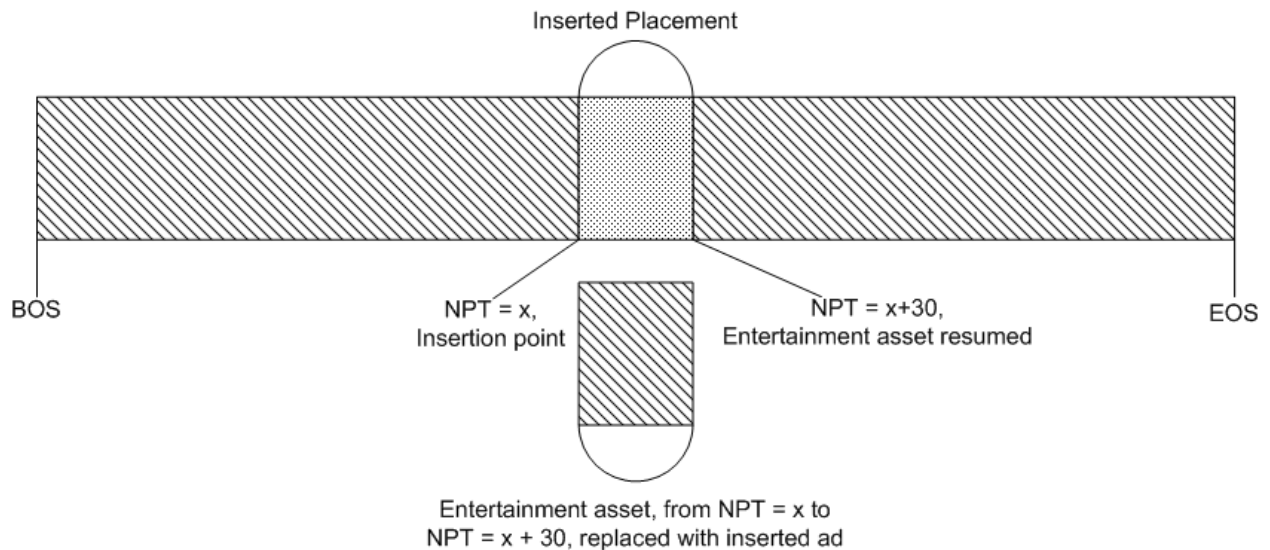 Inserted Placement
BOS
NPT = x,
Insertion point
NPT = x+30,
Entertainment asset resumed
EOS
Entertainment asset, from NPT = x to
NPT = x + 30, replaced with inserted ad